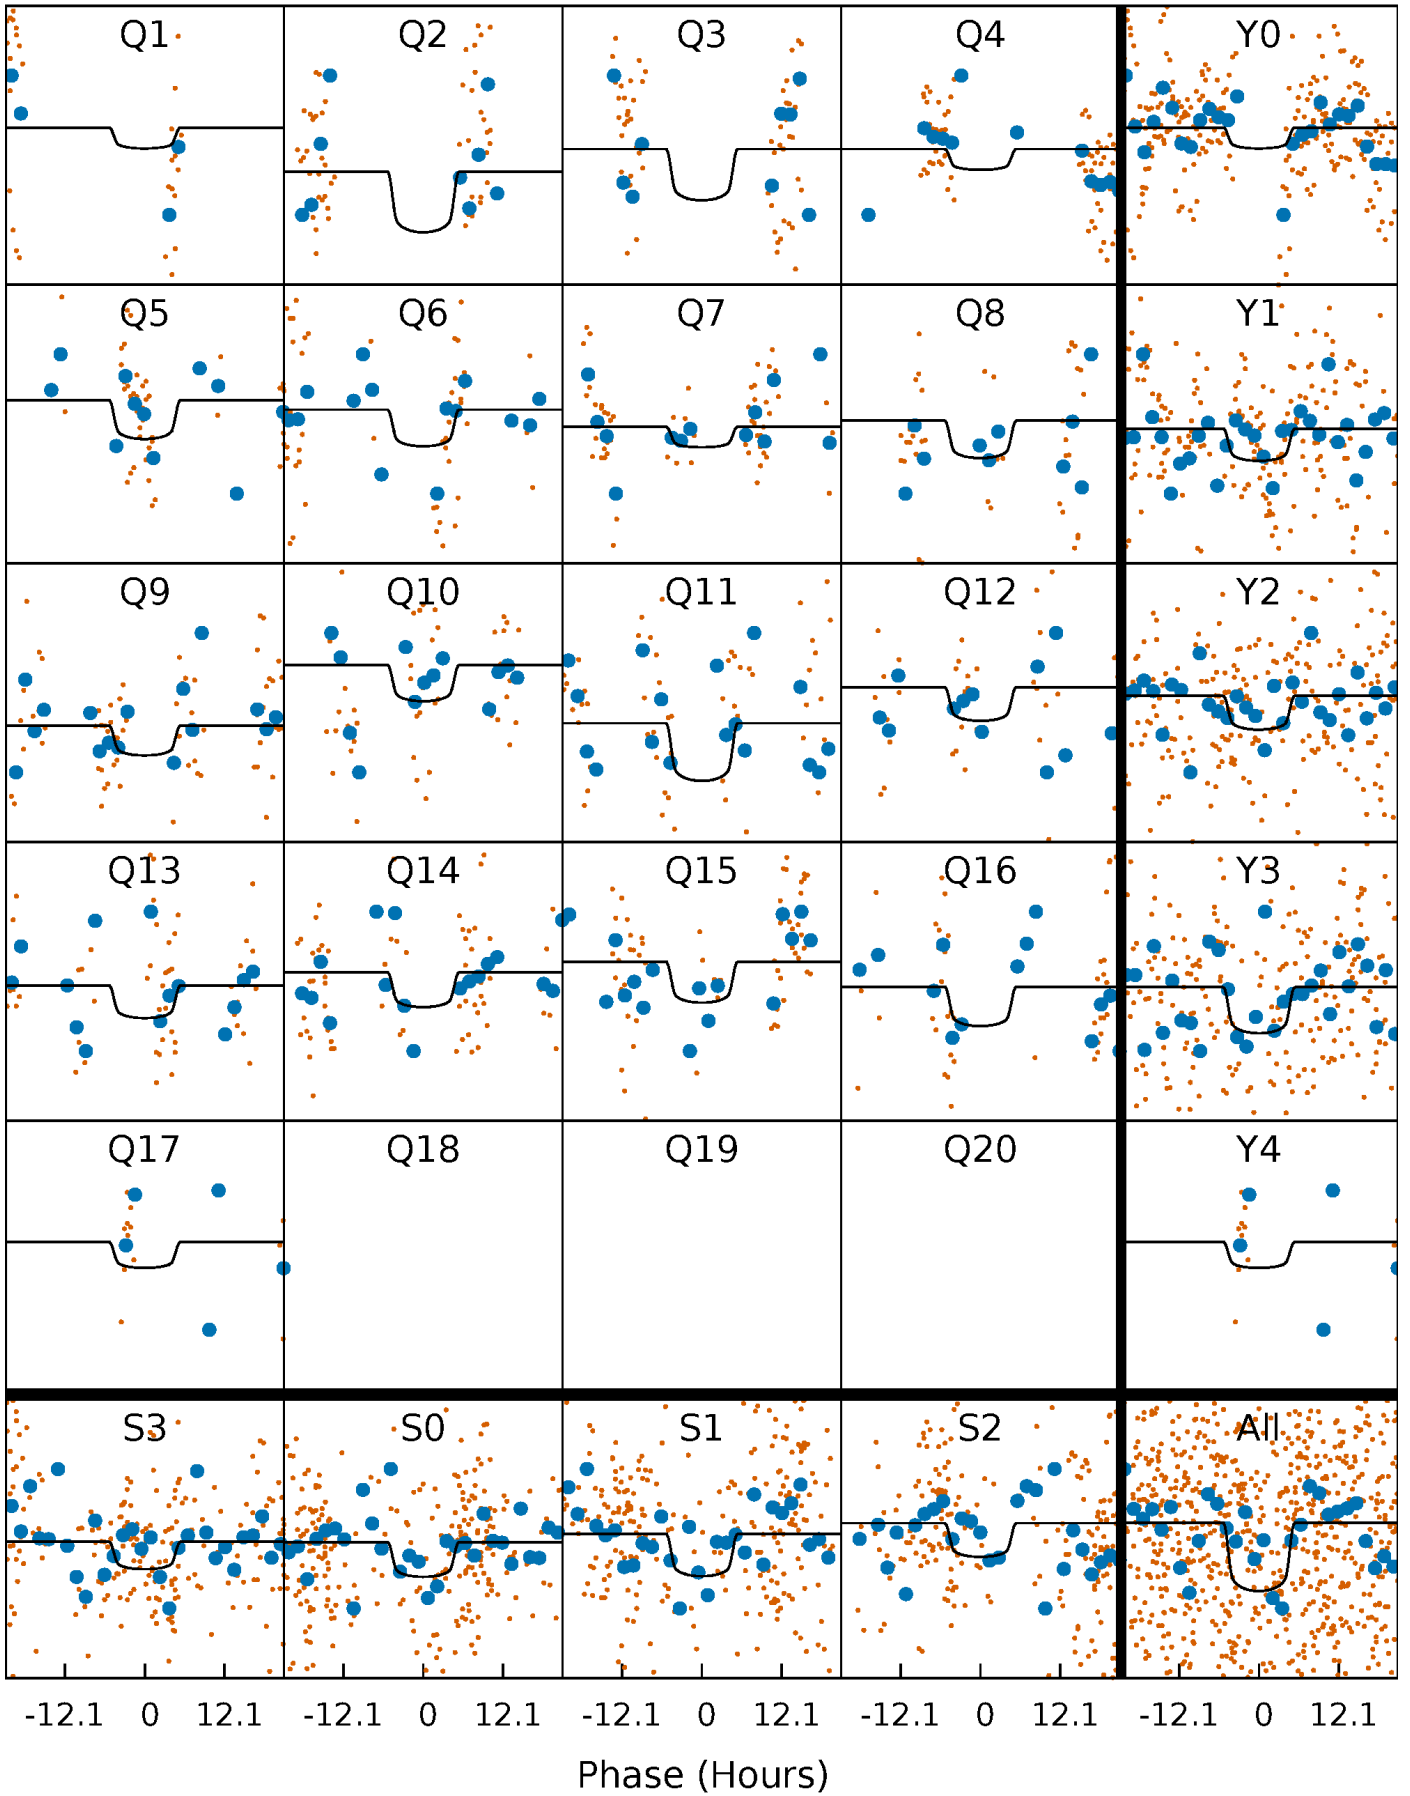 Q1 Q2 Q3 Q4 Y0
Q5 Q6 Q7 Q8 Y1
Q9 Q10 Q11 Q12 Y2
Q13 Q14 Q15 Q16 Y3
Q17 Q18 Q19 Q20 Y4
S3 S0 S1 S2 All
-12.1 0 12.1 -12.1 0 12.1 -12.1 0 12.1 -12.1 0 12.1 -12.1 0 12.1
Phase (Hours)